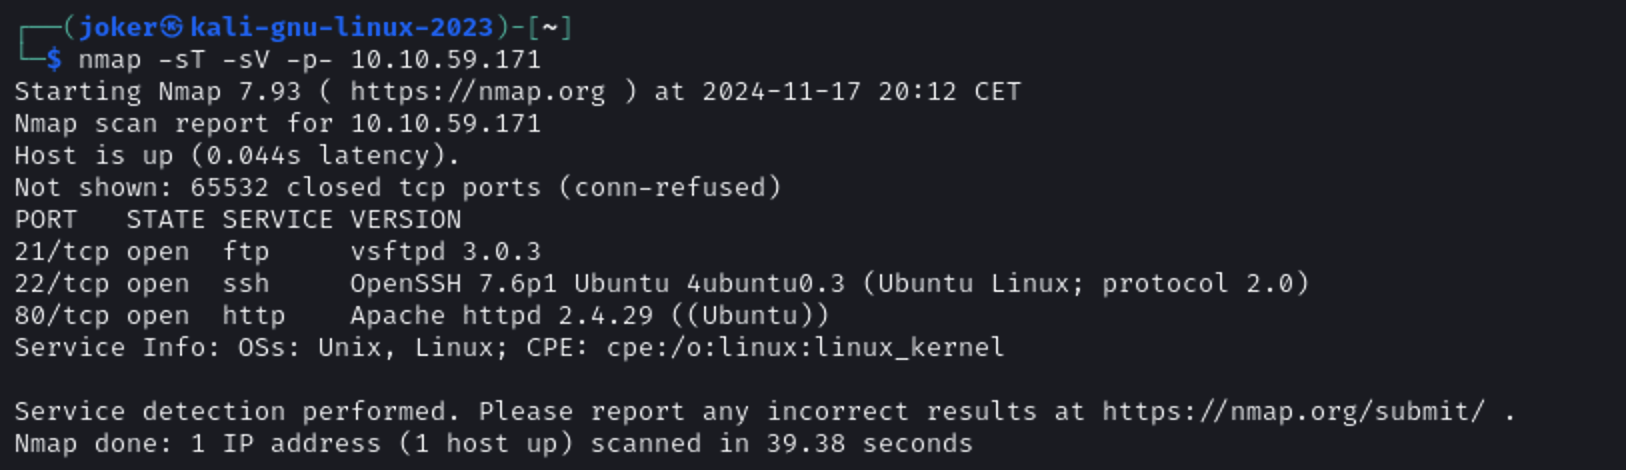 ┌──(joker㉿kali-gnu-linux-2023)-[~]
└─$ nmap -sT -sV -p- 10.10.59.171
Starting Nmap 7.93 ( https://nmap.org ) at 2024-11-17 20:12 CET
Nmap scan report for 10.10.59.171
Host is up (0.044s latency).
Not shown: 65532 closed tcp ports (conn-refused)
PORT   STATE SERVICE VERSION
21/tcp open  ftp     vsftpd 3.0.3
22/tcp open  ssh     OpenSSH 7.6p1 Ubuntu 4ubuntu0.3 (Ubuntu Linux; protocol 2.0)
80/tcp open  http    Apache httpd 2.4.29 ((Ubuntu))
Service Info: OSs: Unix, Linux; CPE: cpe:/o:linux:linux_kernel
Service detection performed. Please report any incorrect results at https://nmap.org/submit/ .
Nmap done: 1 IP address (1 host up) scanned in 39.38 seconds